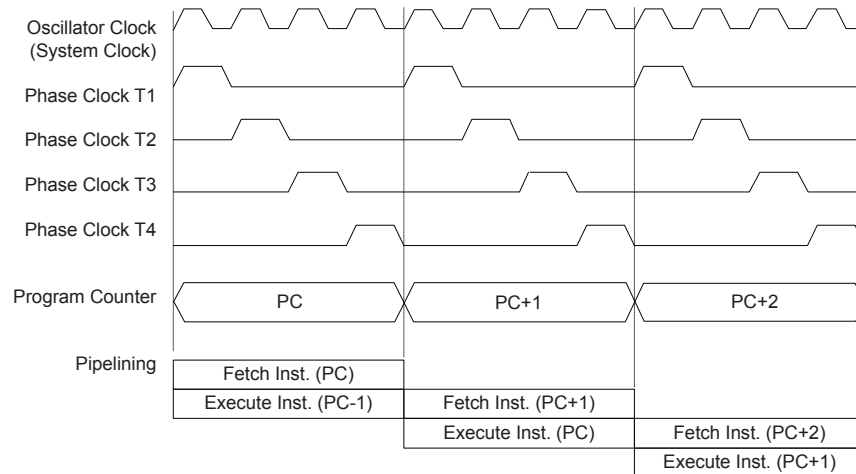 Oscillator Clock
(System Clock)
Phase Clock T1
Phase Clock T2
Phase Clock T3
Phase Clock T4
Program Counter
PC
PC+1
PC+2
Pipelining
Fetch Inst. (PC)
Execute Inst. (PC-1)
Fetch Inst. (PC+1)
Execute Inst. (PC)
Fetch Inst. (PC+2)
Execute Inst. (PC+1)